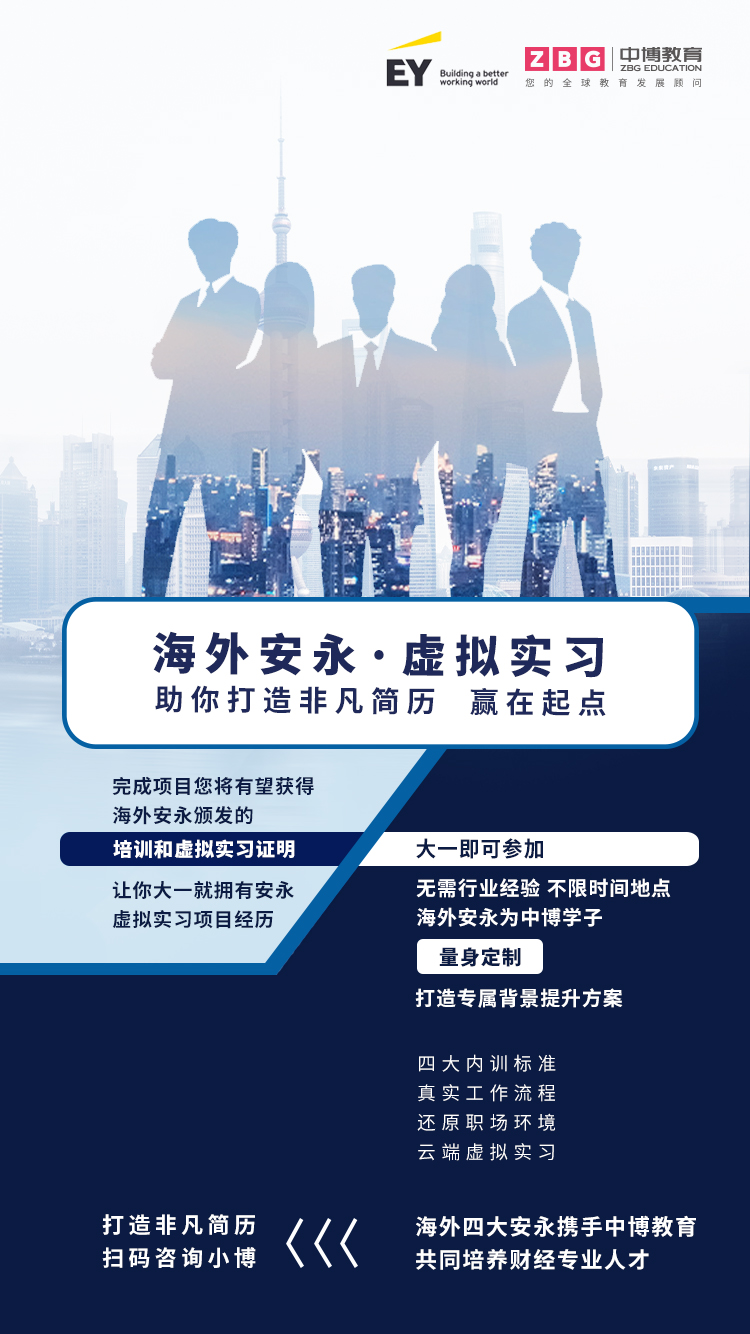 EY
Building a better
working world
ZBG
中博教育
ZBG EDUCATION
您的全球教育发展顾问
海外安永·虚拟实习
助你打造非凡简历 赢在起点
完成项目您将有望获得
海外安永颁发的
培训和虚拟实习证明
让你大一就拥有安永
虚拟实习项目经历
大一即可参加
无需行业经验 不限时间地点
海外安永为中博学子
量身定制
打造专属背景提升方案
四大内训标准
真实工作流程
还原职场环境
云端虚拟实习
打造非凡简历
扫码咨询小博
海外四大安永携手中博教育
共同培养财经专业人才